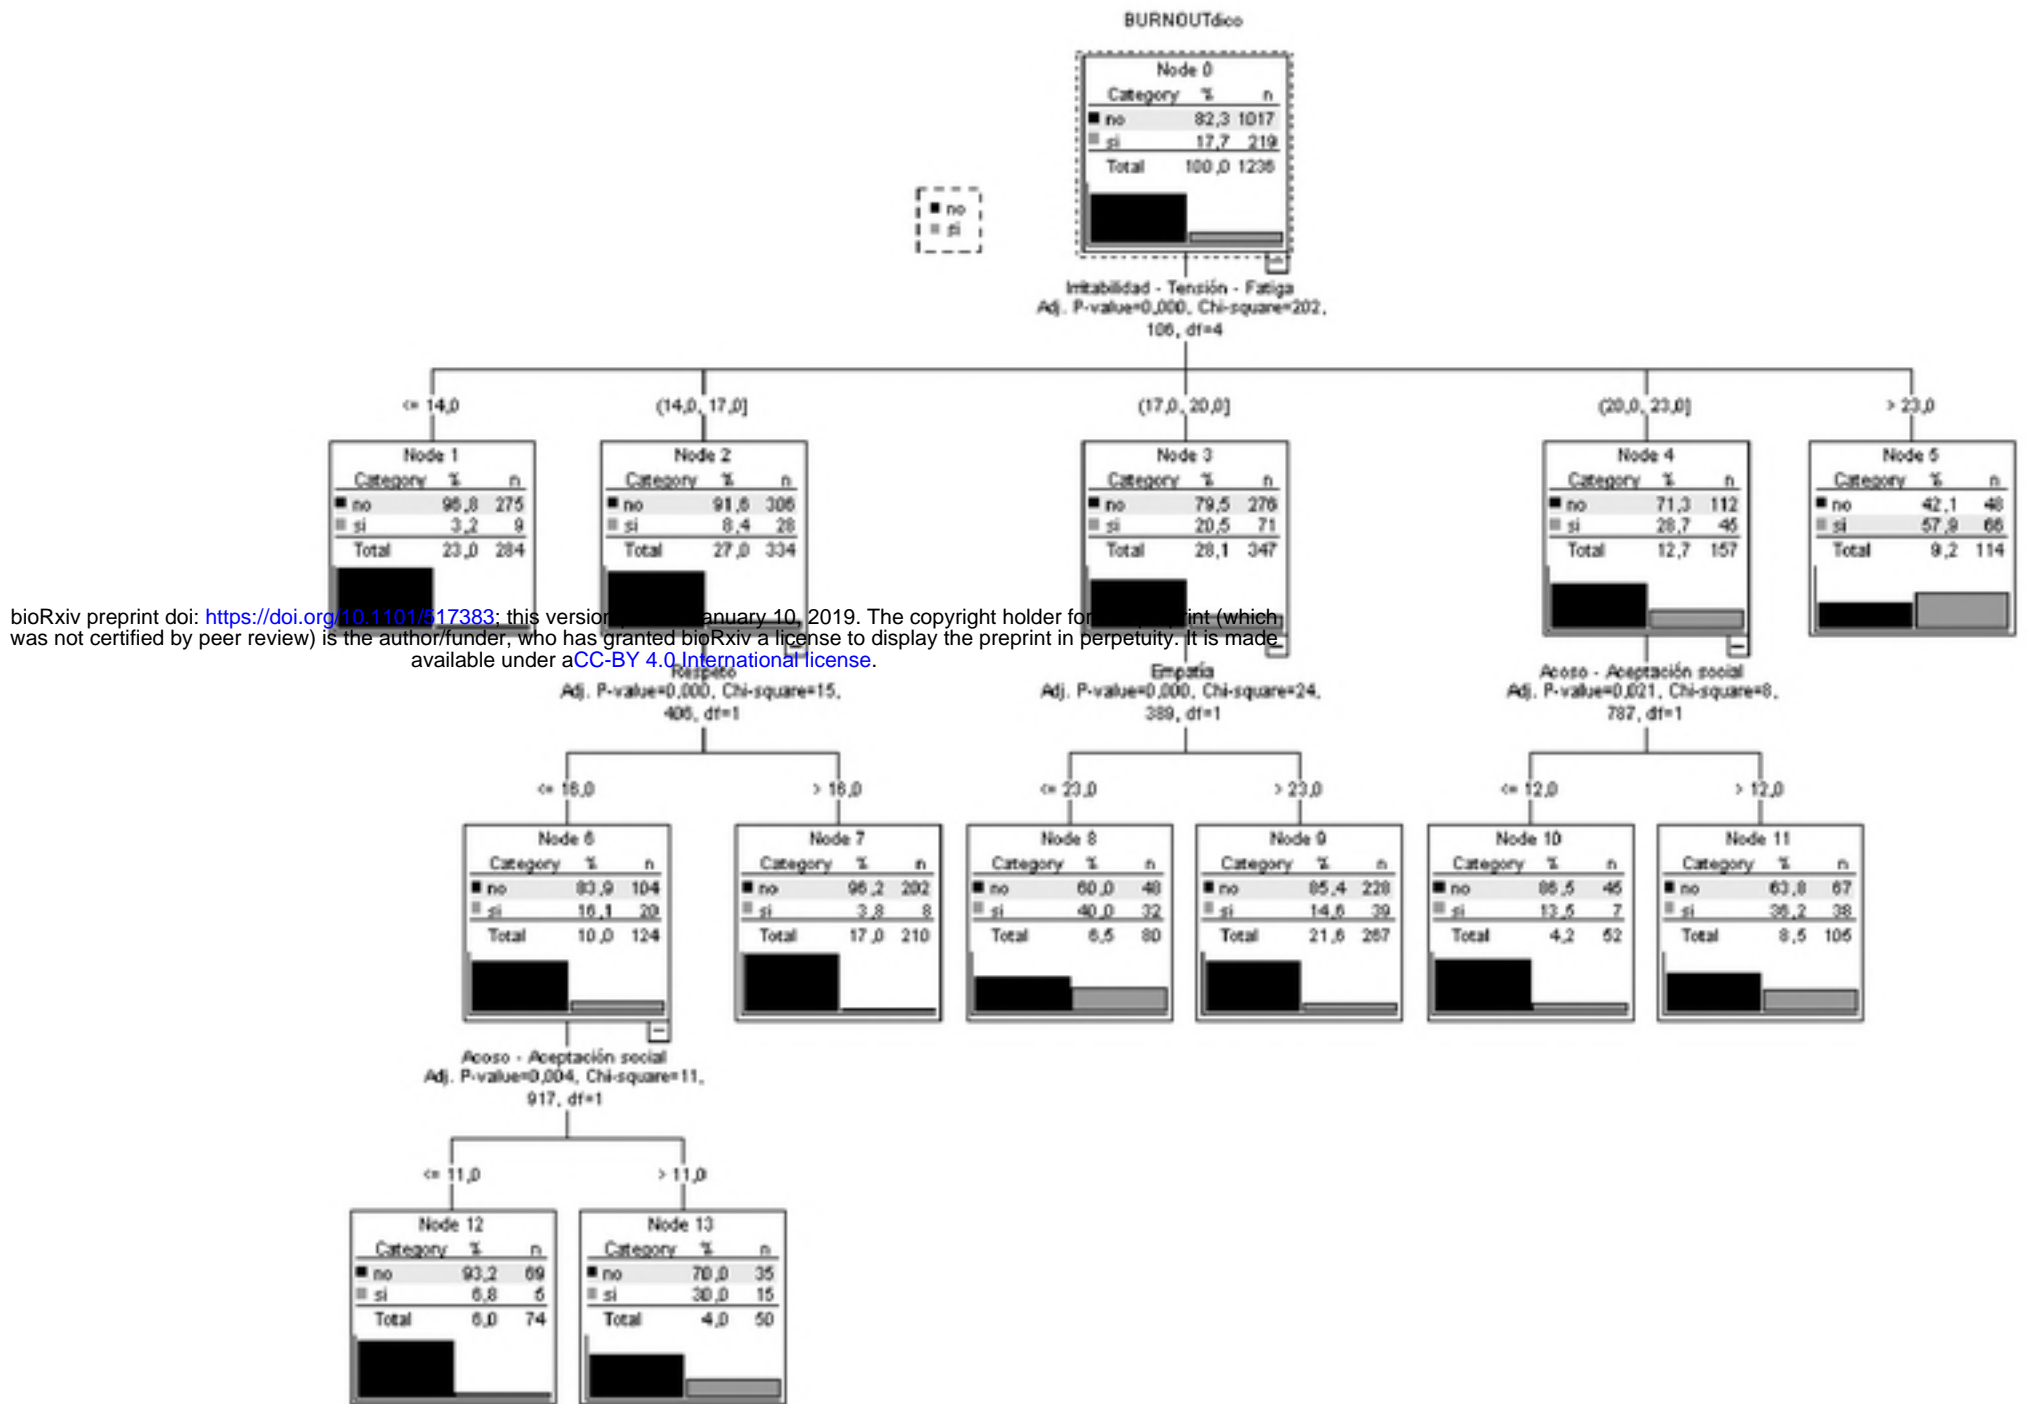 BURNOUTdico
Node 0
Category % n
no 82,3 1017
si 17,7 219
Total 100,0 1236
no
si
Irritabilidad - Tensión - Fatiga
Adj. P-value=0,000, Chi-square=202,
106, df=4
<= 14,0
(14,0, 17,0]
(17,0, 20,0]
(20,0, 23,0]
> 23,0
Node 1
Category % n
no 96,8 275
si 3,2 9
Total 23,0 284
Node 2
Category % n
no 91,6 306
si 8,4 28
Total 27,0 334
Node 3
Category % n
no 79,5 276
si 20,5 71
Total 28,1 347
Node 4
Category % n
no 71,3 112
si 28,7 45
Total 12,7 157
Node 5
Category % n
no 42,1 48
si 57,9 66
Total 9,2 114
bioRxiv preprint doi: https://doi.org/10.1101/517383; this version anuary 10, 2019. The copyright holder for int (which
was not certified by peer review) is the author/funder, who has granted bioRxiv a license to display the preprint in perpetuity. It is made
available under aCC-BY 4.0 International license.
Respeto
Adj. P-value=0,000, Chi-square=15,
406, df=1
Empatía
Adj. P-value=0,000, Chi-square=24,
389, df=1
Acoso - Aceptación social
Adj. P-value=0,021, Chi-square=8,
787, df=1
<= 16,0
> 16,0
<= 23,0
> 23,0
<= 12,0
> 12,0
Node 6
Category % n
no 83,9 104
si 16,1 20
Total 10,0 124
Node 7
Category % n
no 96,2 202
si 3,8 8
Total 17,0 210
Node 8
Category % n
no 60,0 48
si 40,0 32
Total 6,5 80
Node 9
Category % n
no 85,4 228
si 14,6 39
Total 21,6 267
Node 10
Category % n
no 86,5 45
si 13,5 7
Total 4,2 52
Node 11
Category % n
no 63,8 67
si 36,2 38
Total 8,5 105
Acoso - Aceptación social
Adj. P-value=0,004, Chi-square=11,
917, df=1
<= 11,0
> 11,0
Node 12
Category % n
no 93,2 69
si 6,8 5
Total 6,0 74
Node 13
Category % n
no 70,0 35
si 30,0 15
Total 4,0 50